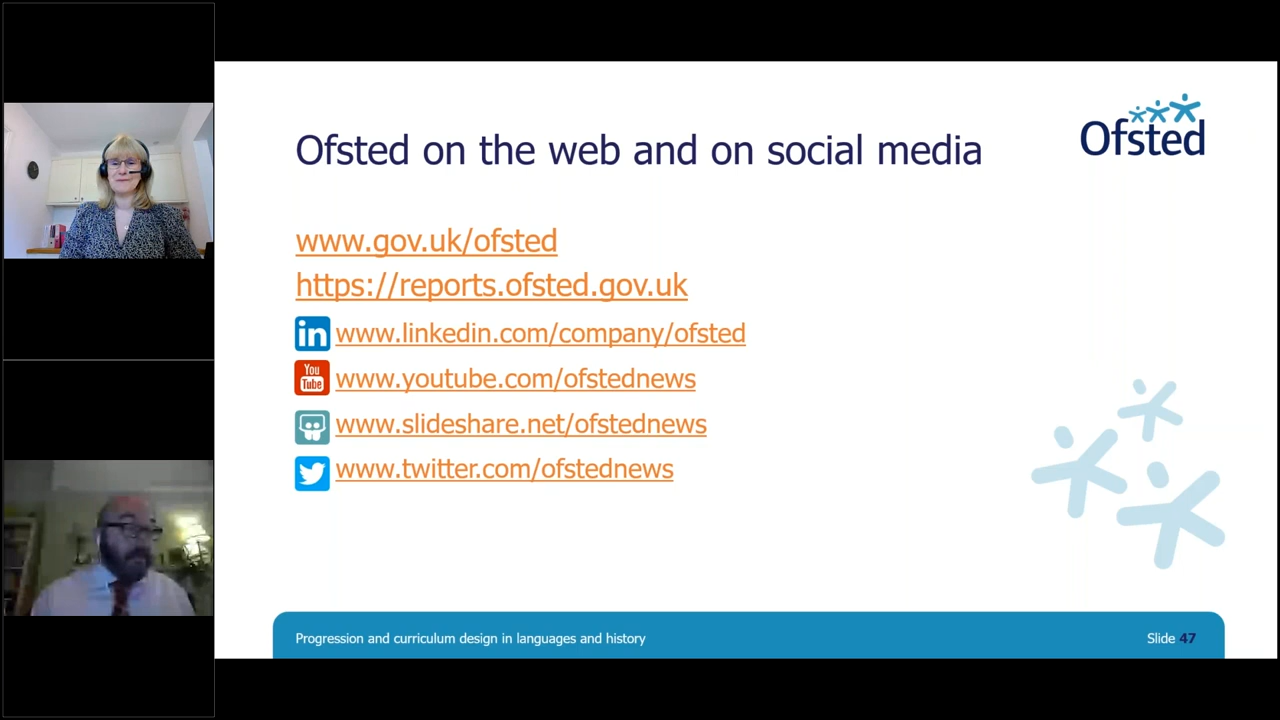 Ofsted
Ofsted on the web and on social media
www.gov.uk/ofsted
https://reports.ofsted.gov.uk
in www.linkedin.com/company/ofsted
You
Tube
www.youtube.com/ofstednews
www.slideshare.net/ofstednews
www.twitter.com/ofstednews
Progression and curriculum design in languages and history
Slide 47